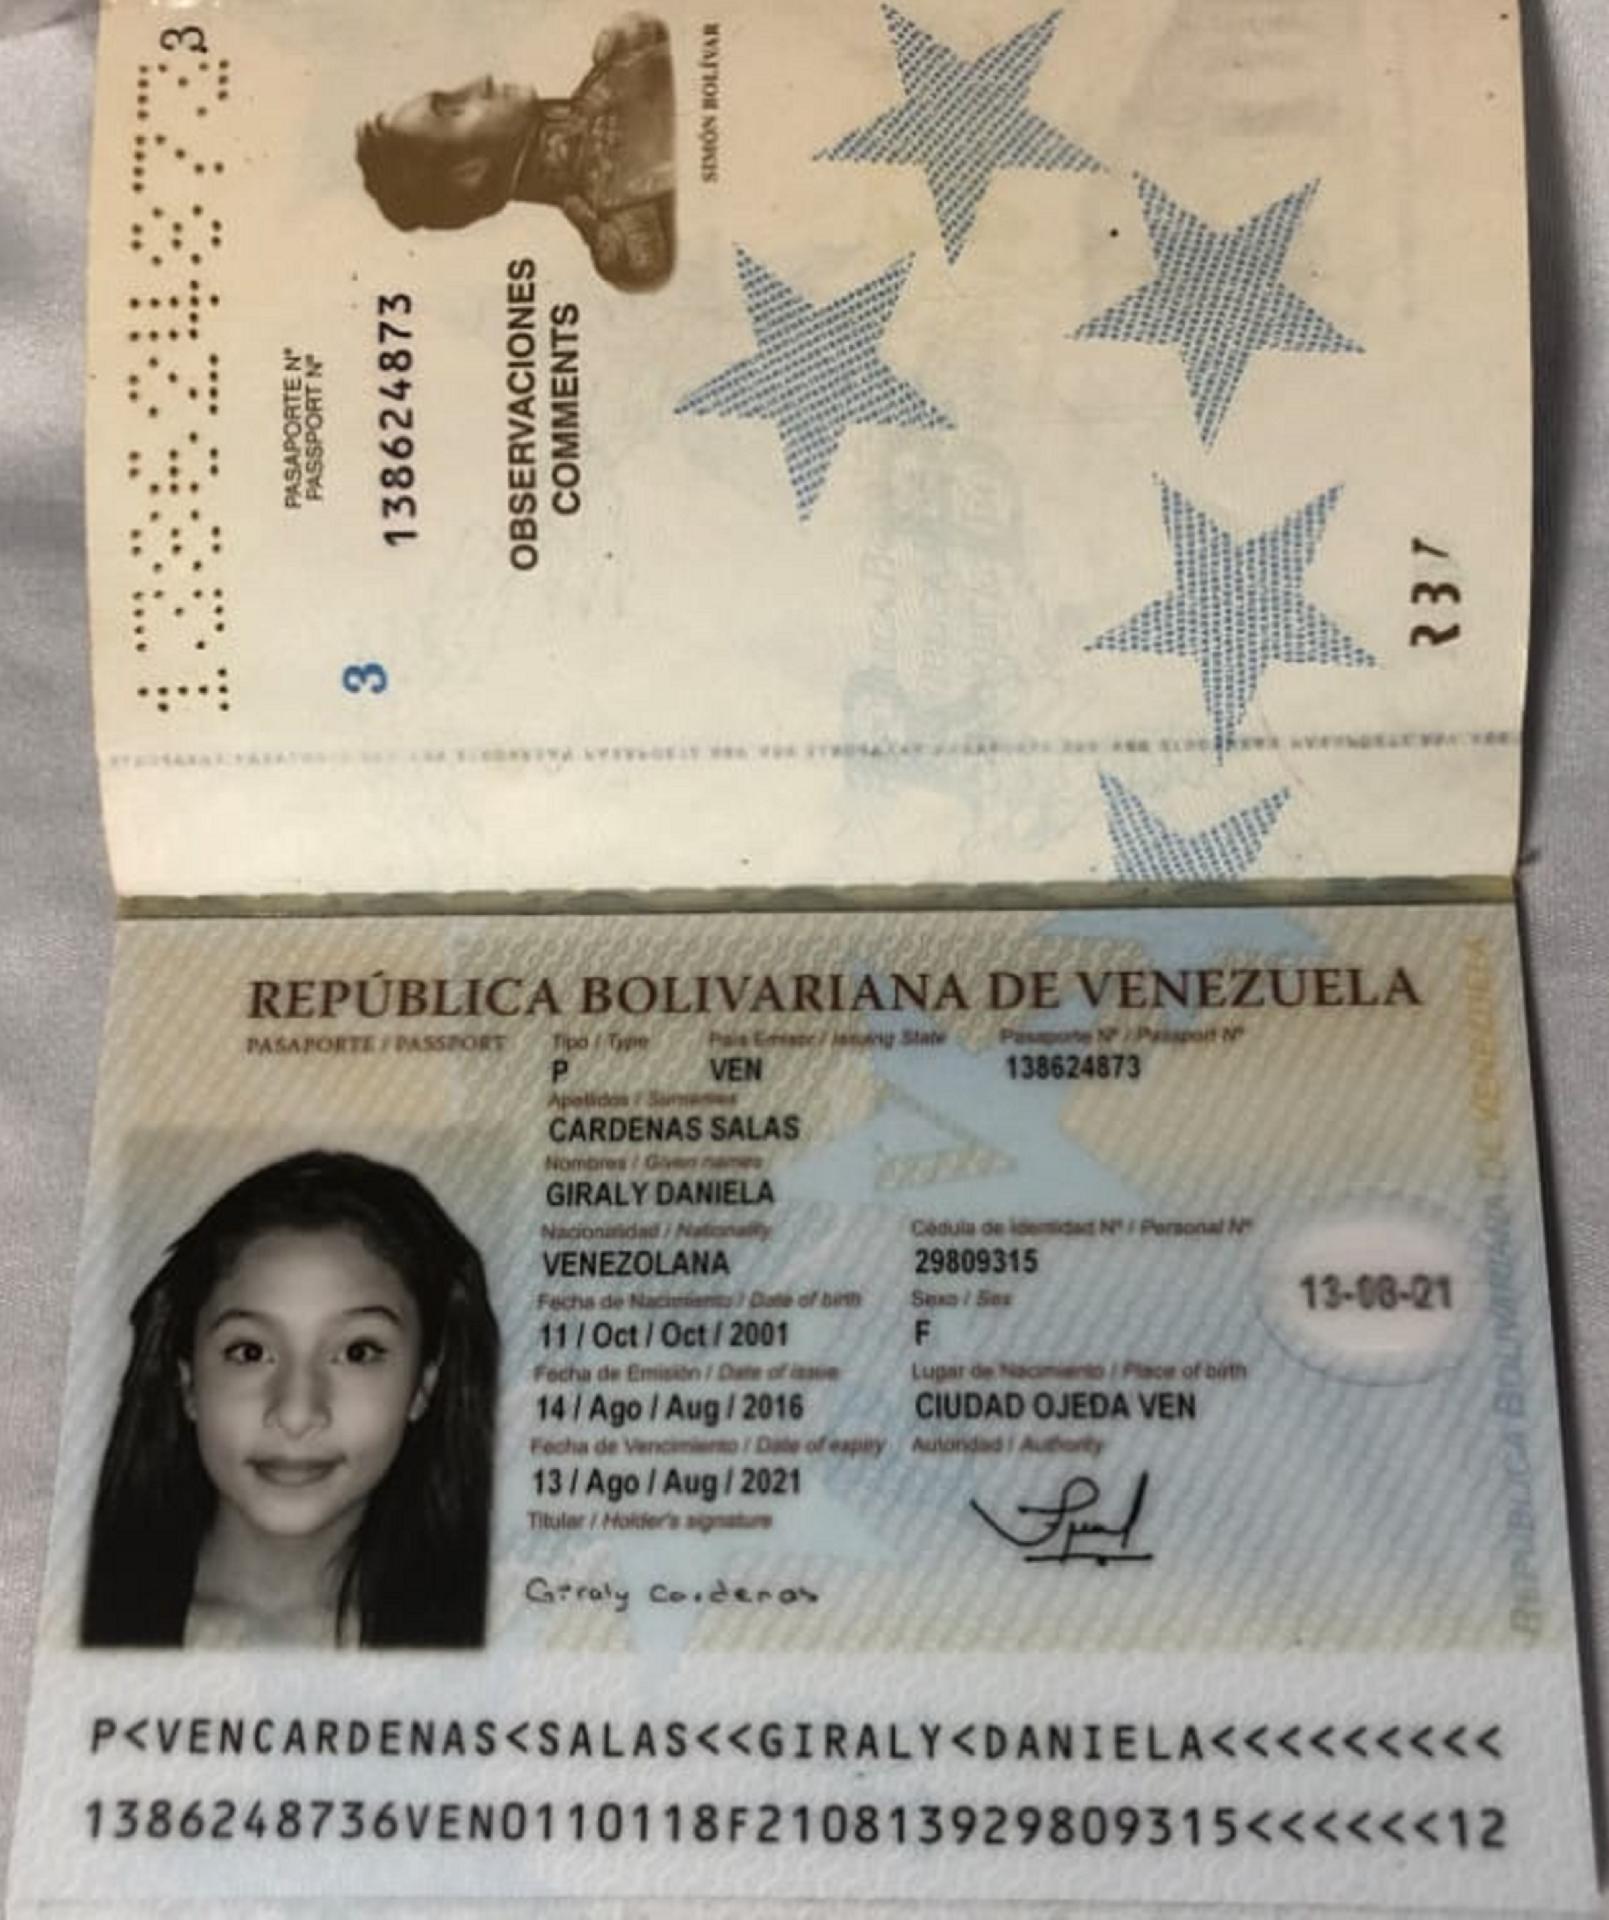 138624873
3
PASAPORTE Nº
PASSPORT Nº
138624873
3
SIMÓN BOLÍVAR
OBSERVACIONES
COMMENTS
REPÚBLICA BOLIVARIANA DE VENEZUELA
PASAPORTE / PASSPORT
Tipo / Type
País Emisor / Issuing State
Pasaporte Nº / Passport Nº
P
VEN
138624873
Apellidos / Surnames
CARDENAS SALAS
Nombres / Given names
GIRALY DANIELA
Nacionalidad / Nationality
Cédula de Identidad Nº / Personal Nº
VENEZOLANA
29809315
Fecha de Nacimiento / Date of birth
Sexo / Sex
11 / Oct / Oct / 2001
F
13-08-21
Fecha de Emisión / Date of issue
Lugar de Nacimiento / Place of birth
14 / Ago / Aug / 2016
CIUDAD OJEDA VEN
Fecha de Vencimiento / Date of expiry
Autoridad / Authority
13 / Ago / Aug / 2021
Titular / Holder's signature
Giraly Cardenas
REPÚBLICA BOLIVARIANA DE VENEZUELA
P<VENCARDENAS<SALAS<<GIRALY<DANIELA<<<<<<<<<
1386248736VEN0110118F210813929809315<<<<<<12